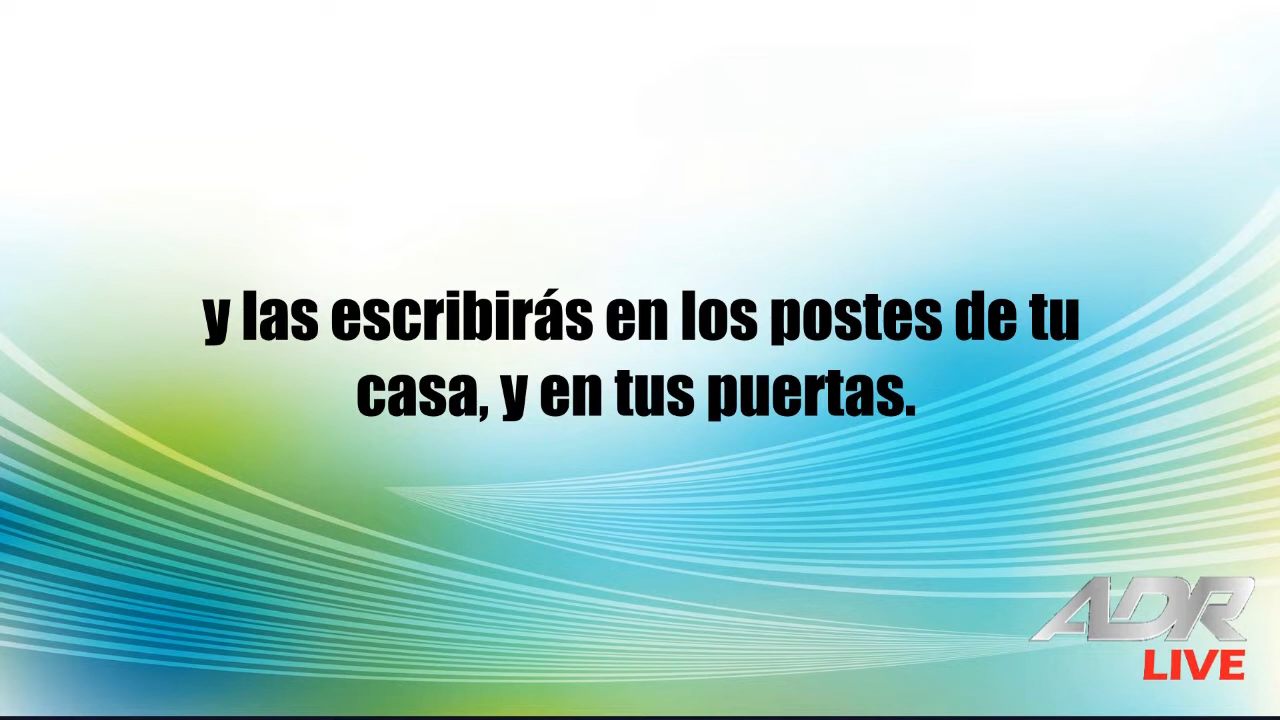 y las escribirás en los postes de tu
casa, y en tus puertas.
ADR
LIVE